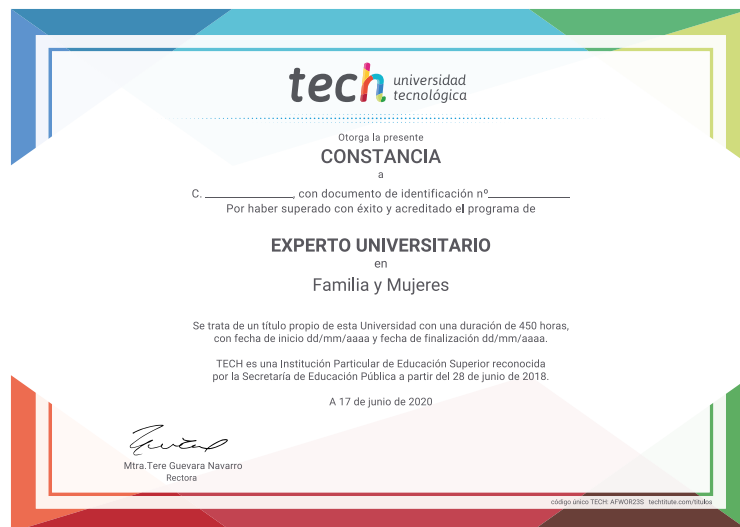 tech universidad
tecnológica
Otorga la presente
CONSTANCIA
a
C. ______________, con documento de identificación nº______________
Por haber superado con éxito y acreditado el programa de
EXPERTO UNIVERSITARIO
en
Familia y Mujeres
Se trata de un título propio de esta Universidad con una duración de 450 horas,
con fecha de inicio dd/mm/aaaa y fecha de finalización dd/mm/aaaa.
TECH es una Institución Particular de Educación Superior reconocida
por la Secretaría de Educación Pública a partir del 28 de junio de 2018.
A 17 de junio de 2020
Mtra.Tere Guevara Navarro
Rectora
código único TECH: AFWOR23S techtitute.com/titulos